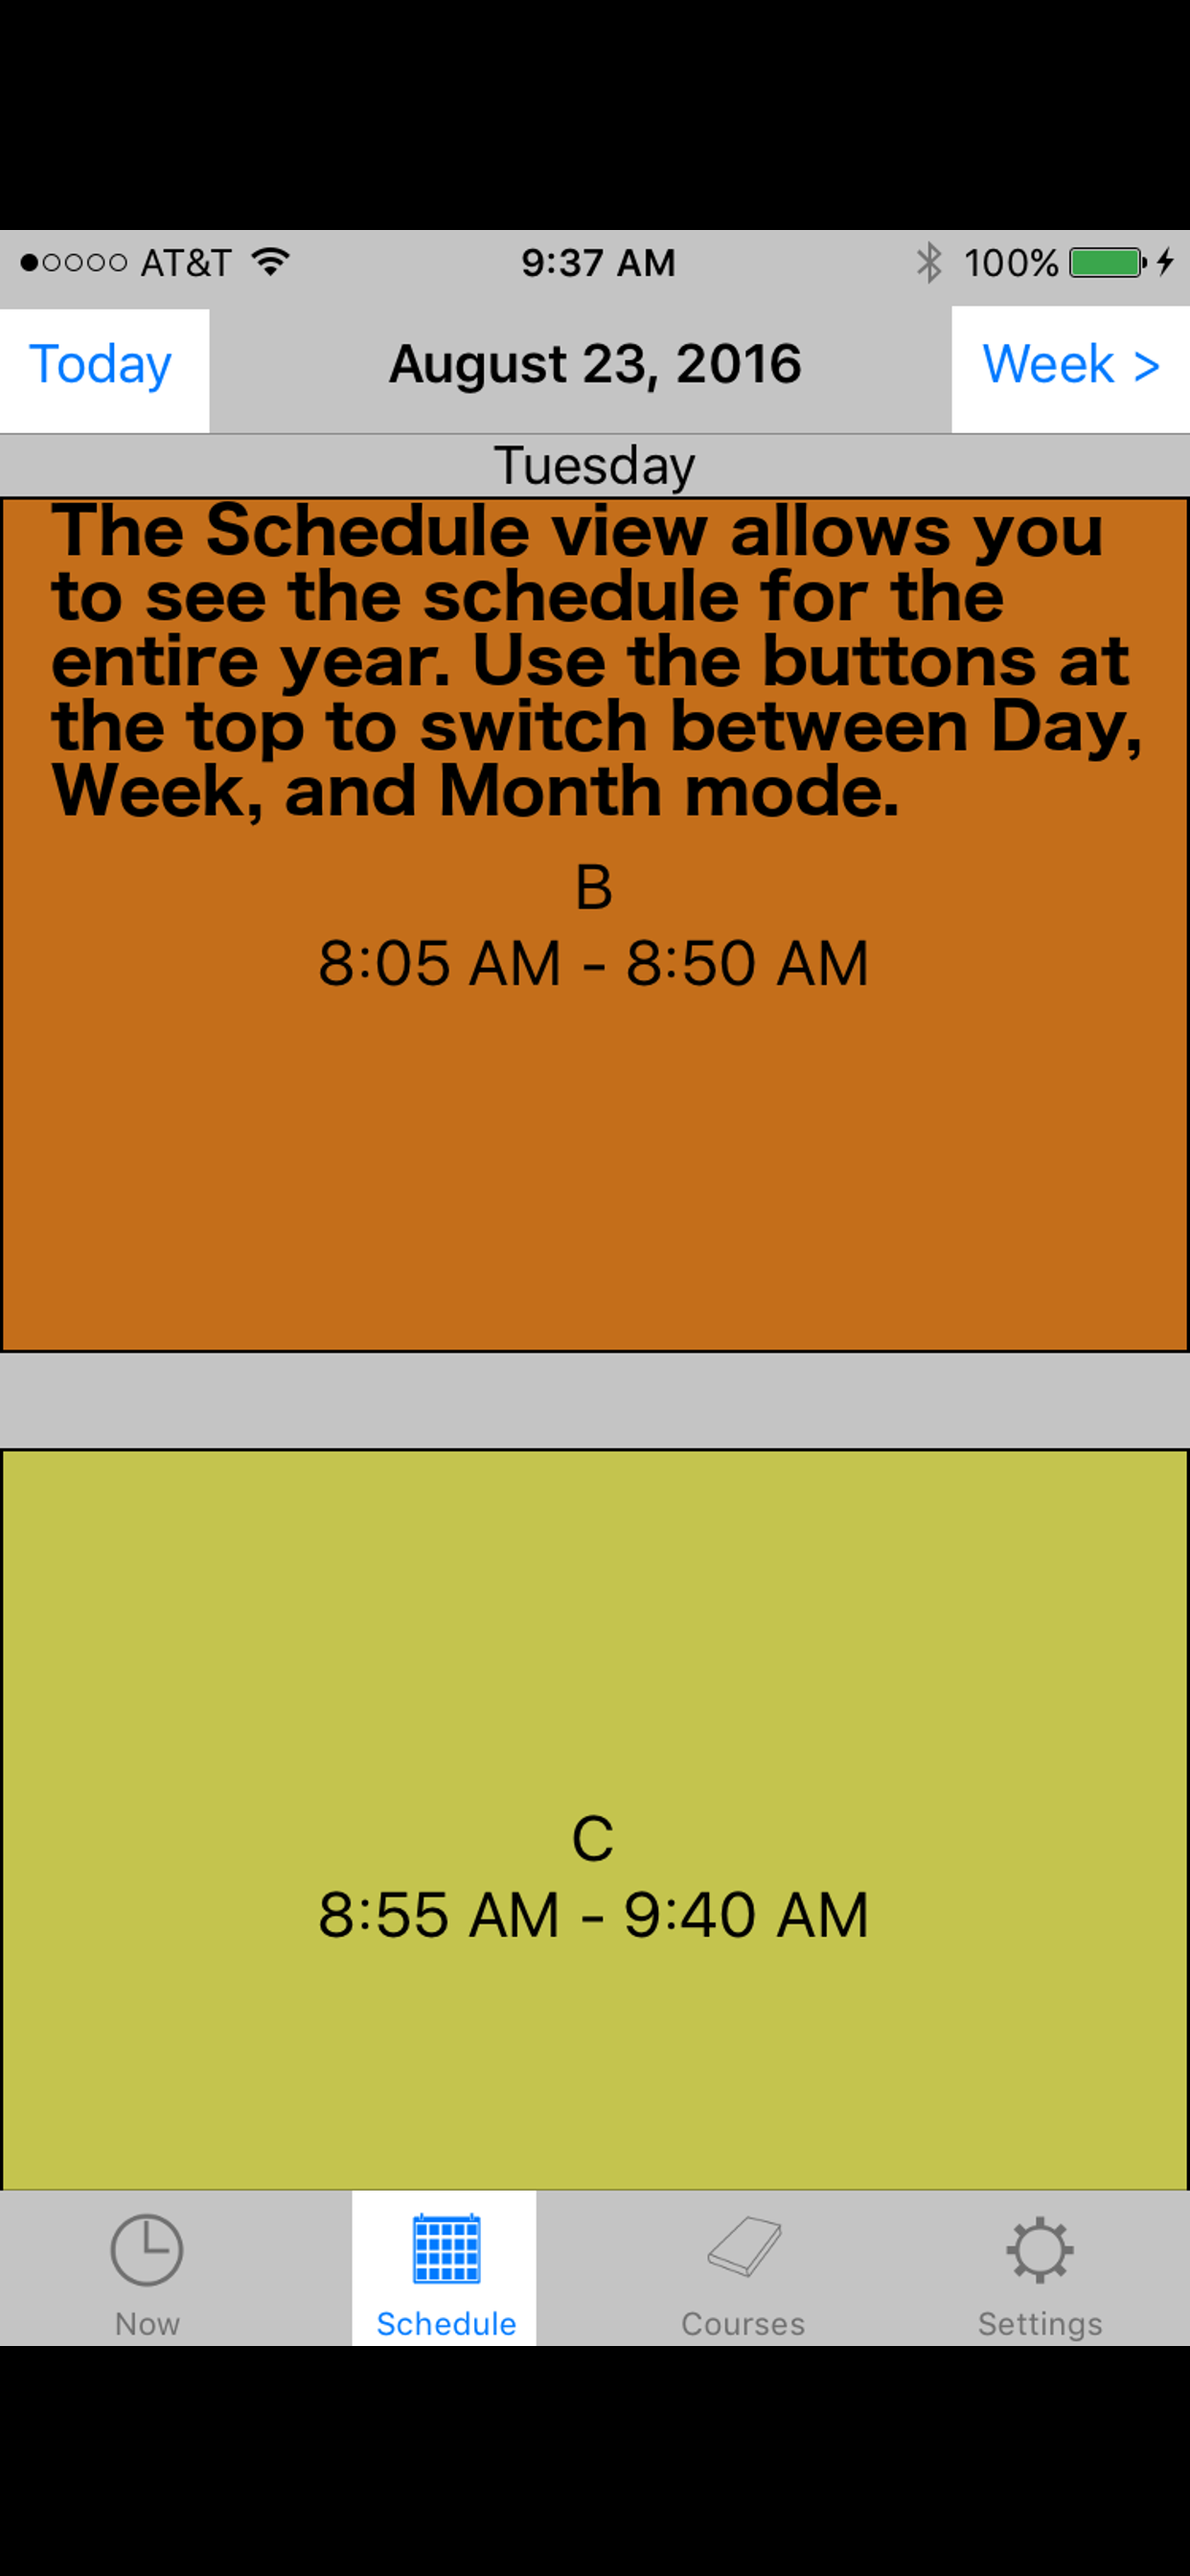 AT&T 9:37 AM 100%
Today August 23, 2016 Week >
Tuesday
The Schedule view allows you
to see the schedule for the
entire year. Use the buttons at
the top to switch between Day,
Week, and Month mode.
B
8:05 AM - 8:50 AM
C
8:55 AM - 9:40 AM
Now Schedule Courses Settings